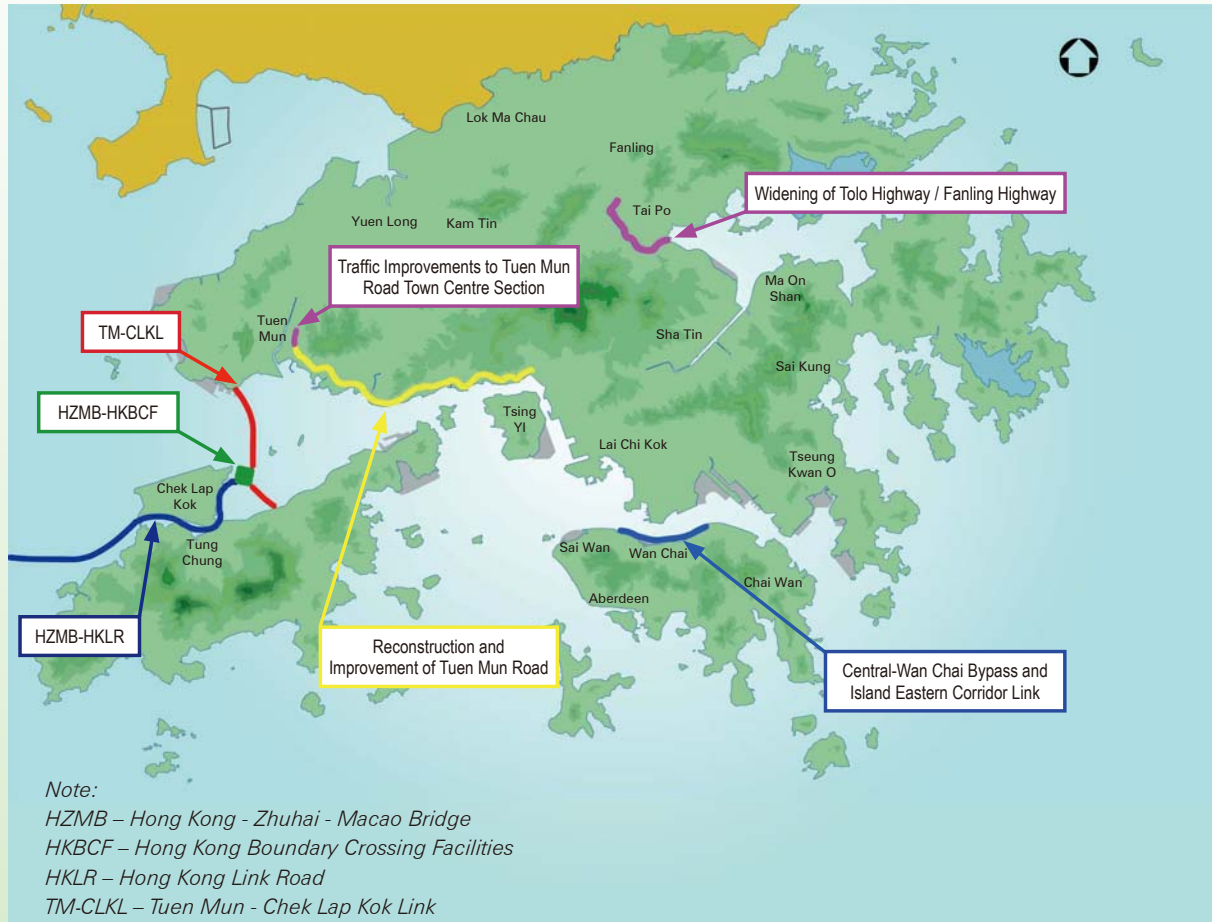 Lok Ma Chau
Fanling
Widening of Tolo Highway / Fanling Highway
Tai Po
Yuen Long
Kam Tin
Traffic Improvements to Tuen Mun
Road Town Centre Section
Ma On
Shan
Tuen
Mun
TM-CLKL
Sha Tin
Sai Kung
HZMB-HKBCF
Tsing
YI
Lai Chi Kok
Tseung
Kwan O
Chek Lap
Kok
Tung
Chung
Sai Wan
Wan Chai
Chai Wan
Aberdeen
HZMB-HKLR
Reconstruction and
Improvement of Tuen Mun Road
Central-Wan Chai Bypass and
Island Eastern Corridor Link
Note:
HZMB – Hong Kong - Zhuhai - Macao Bridge
HKBCF – Hong Kong Boundary Crossing Facilities
HKLR – Hong Kong Link Road
TM-CLKL – Tuen Mun - Chek Lap Kok Link